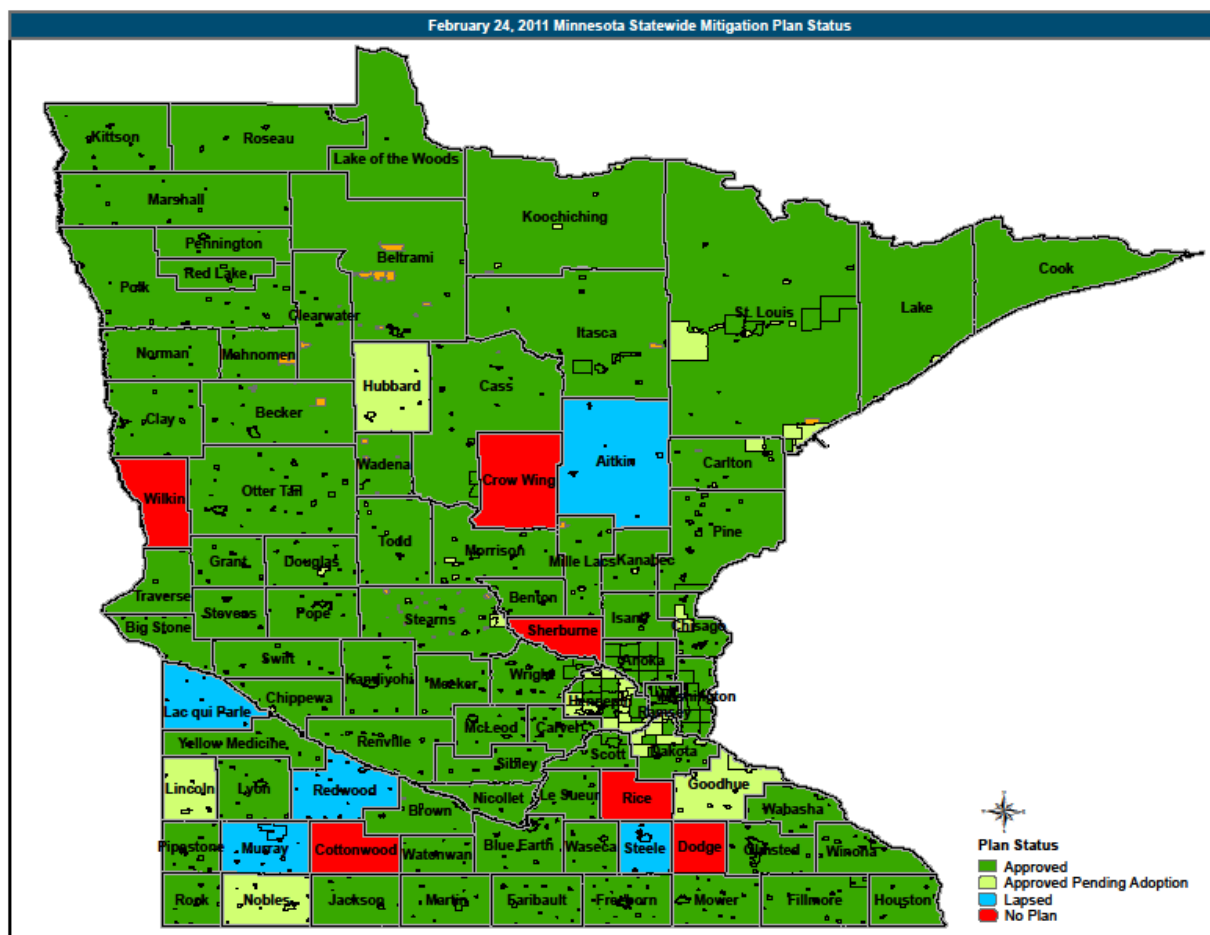 February 24, 2011 Minnesota Statewide Mitigation Plan Status
Kittson
Roseau
Lake of the Woods
Marshall
Koochiching
Pennington
Beltrami
Red Lake
Polk
Cook
Lake
St. Louis
Clearwater
Itasca
Norman
Mahnomen
Hubbard
Cass
Becker
Clay
Aitkin
Carlton
Wadena
Crow Wing
Otter Tail
Wilkin
Pine
Todd
Morrison
Mille Lacs
Kanabec
Grant
Douglas
Traverse
Benton
Stevens
Pope
Stearns
Isanti
Big Stone
Sherburne
Chisago
Swift
Anoka
Kandiyohi
Meeker
Wright
Chippewa
Washington
Hennepin
Ramsey
Lac qui Parle
McLeod
Carver
Yellow Medicine
Renville
Scott
Dakota
Sibley
Lincoln
Lyon
Redwood
Nicollet
Le Sueur
Rice
Goodhue
Brown
Wabasha
Pipestone
Murray
Cottonwood
Watonwan
Blue Earth
Waseca
Steele
Dodge
Olmsted
Winona
Rock
Nobles
Jackson
Martin
Faribault
Freeborn
Mower
Fillmore
Houston
Plan Status
Approved
Approved Pending Adoption
Lapsed
No Plan